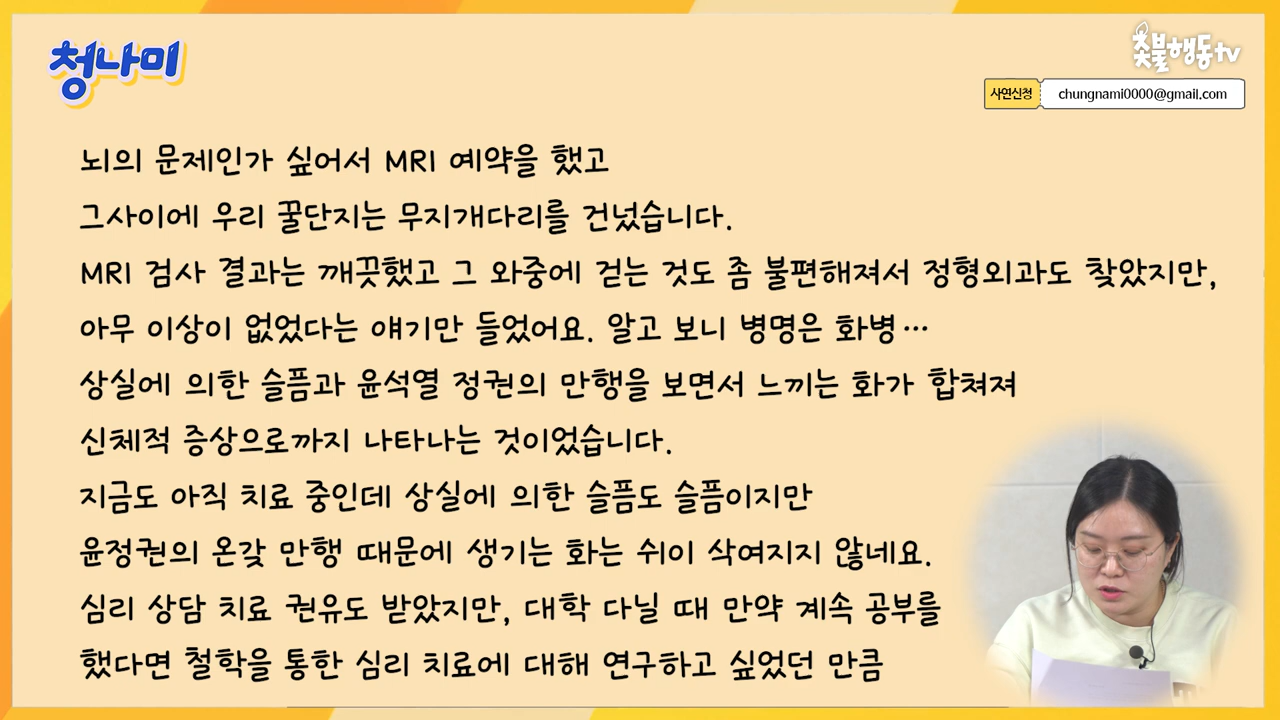 청나미
촛불행동tv
사연신청 chungnami0000@gmail.com
뇌의 문제인가 싶어서 MRI 예약을 했고
그사이에 우리 꿀단지는 무지개다리를 건넜습니다.
MRI 검사 결과는 깨끗했고 그 와중에 걷는 것도 좀 불편해져서 정형외과도 찾았지만,
아무 이상이 없었다는 얘기만 들었어요. 알고 보니 병명은 화병…
상실에 의한 슬픔과 윤석열 정권의 만행을 보면서 느끼는 화가 합쳐져
신체적 증상으로까지 나타나는 것이었습니다.
지금도 아직 치료 중인데 상실에 의한 슬픔도 슬픔이지만
윤정권의 온갖 만행 때문에 생기는 화는 쉬이 삭여지지 않네요.
심리 상담 치료 권유도 받았지만, 대학 다닐 때 만약 계속 공부를
했다면 철학을 통한 심리 치료에 대해 연구하고 싶었던 만큼